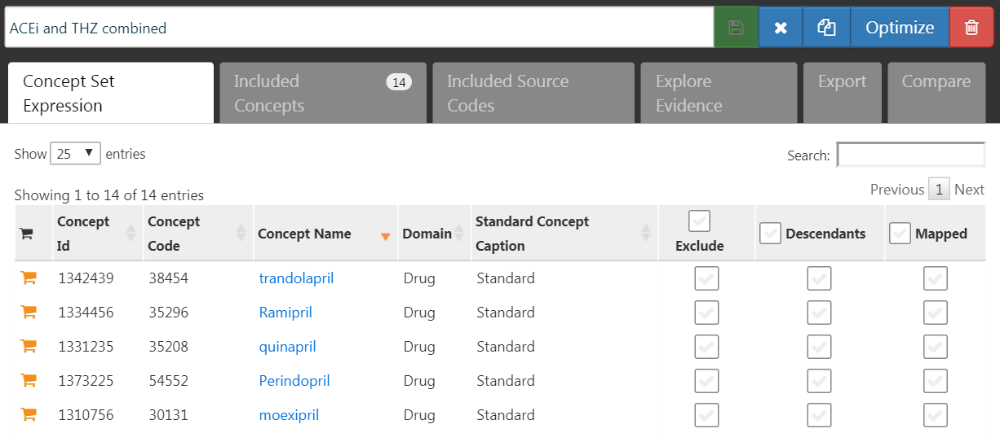 ACEi and THZ combined Optimize
Concept Set Expression
Included Concepts 14
Included Source Codes
Explore Evidence
Export
Compare
Show 25 entries
Search:
Showing 1 to 14 of 14 entries
Previous 1 Next
Concept Id
Concept Code
Concept Name
Domain
Standard Concept Caption
Exclude
Descendants
Mapped
1342439 38454 trandolapril Drug Standard
1334456 35296 Ramipril Drug Standard
1331235 35208 quinapril Drug Standard
1373225 54552 Perindopril Drug Standard
1310756 30131 moexipril Drug Standard